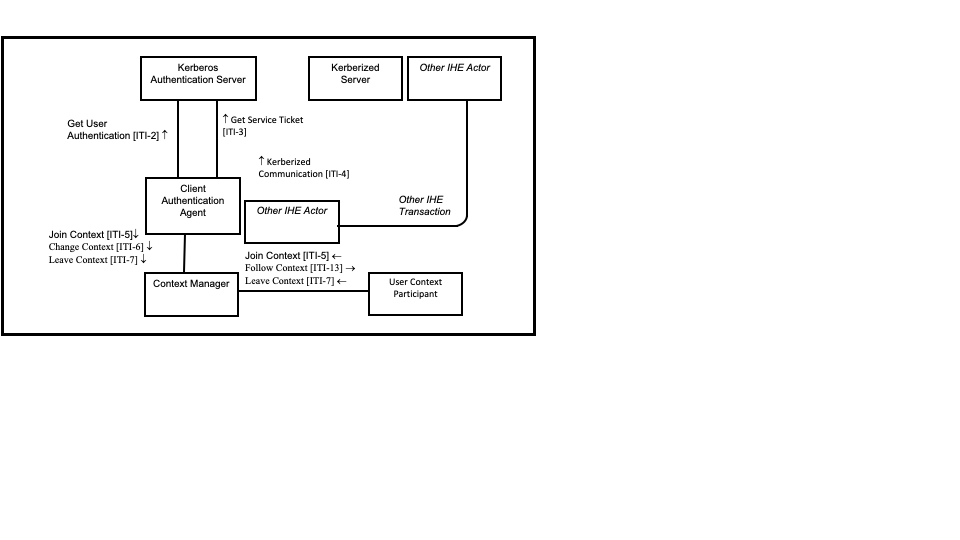 Kerberos
Authentication Server
Kerberized
Server
Other IHE Actor
Get User
Authentication [ITI-2] ↑
↑ Get Service Ticket
[ITI-3]
↑ Kerberized
Communication [ITI-4]
Client
Authentication
Agent
Other IHE Actor
Other IHE
Transaction
Join Context [ITI-5]↓
Change Context [ITI-6] ↓
Leave Context [ITI-7] ↓
Join Context [ITI-5] ←
Follow Context [ITI-13] →
Leave Context [ITI-7] ←
Context Manager
User Context
Participant